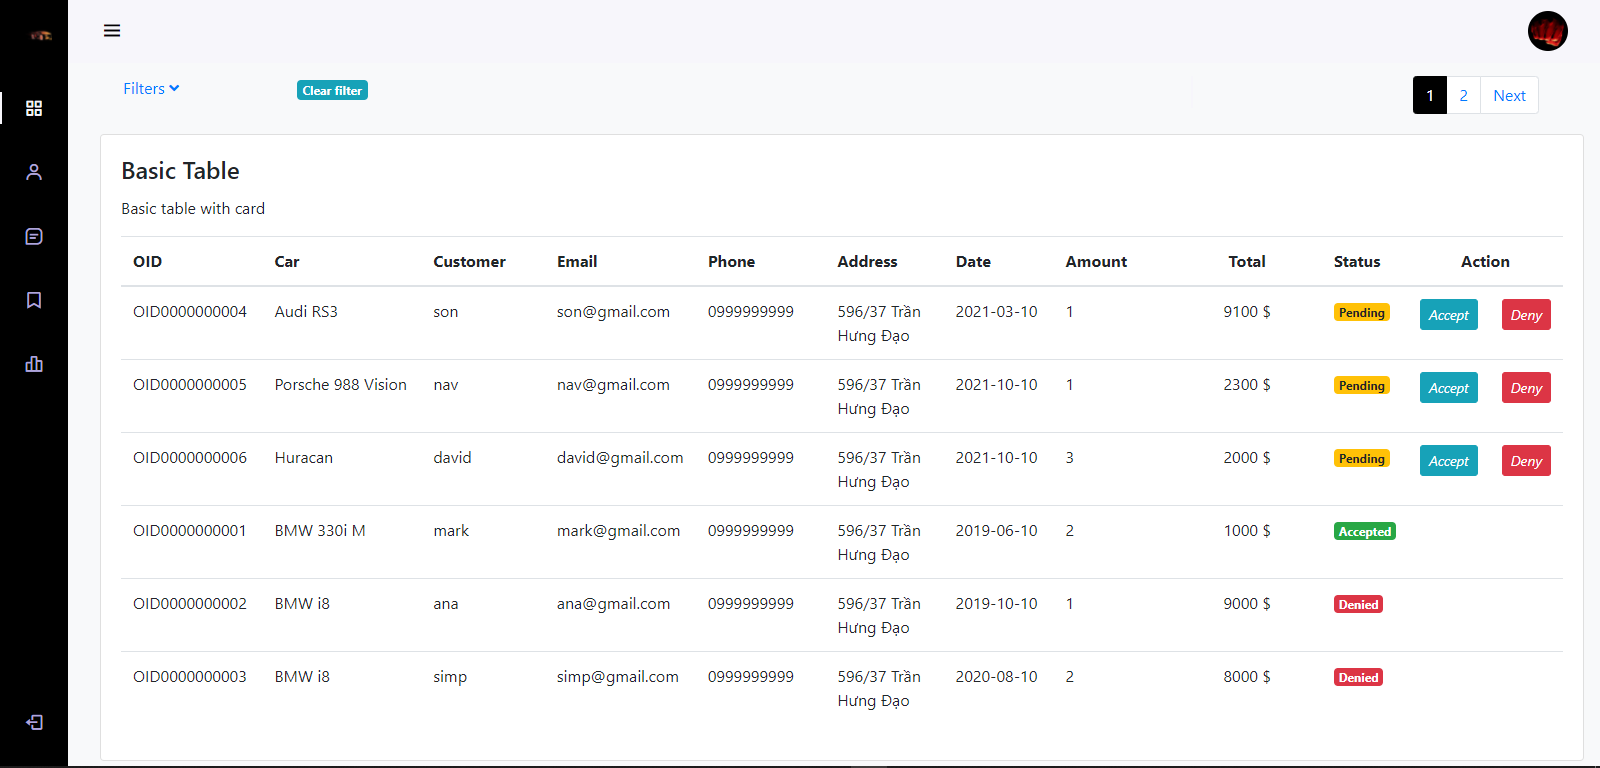 Filters
Clear filter
1 2 Next
Basic Table
Basic table with card
OID Car Customer Email Phone Address Date Amount Total Status Action
OID0000000004 Audi RS3 son son@gmail.com 0999999999 596/37 Trần 2021-03-10 1 9100 $ Pending Accept Deny
Hưng Đạo
OID0000000005 Porsche 988 Vision nav nav@gmail.com 0999999999 596/37 Trần 2021-10-10 1 2300 $ Pending Accept Deny
Hưng Đạo
OID0000000006 Huracan david david@gmail.com 0999999999 596/37 Trần 2021-10-10 3 2000 $ Pending Accept Deny
Hưng Đạo
OID0000000001 BMW 330i M mark mark@gmail.com 0999999999 596/37 Trần 2019-06-10 2 1000 $ Accepted
Hưng Đạo
OID0000000002 BMW i8 ana ana@gmail.com 0999999999 596/37 Trần 2019-10-10 1 9000 $ Denied
Hưng Đạo
OID0000000003 BMW i8 simp simp@gmail.com 0999999999 596/37 Trần 2020-08-10 2 8000 $ Denied
Hưng Đạo